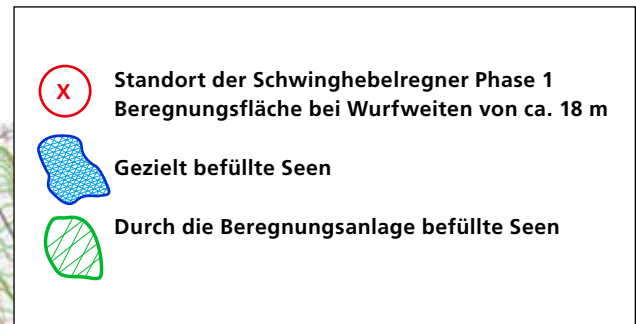 X
Standort der Schwinghebelregner Phase 1
Beregnungsfläche bei Wurfweiten von ca. 18 m
Gezielt befüllte Seen
Durch die Beregnungsanlage befüllte Seen